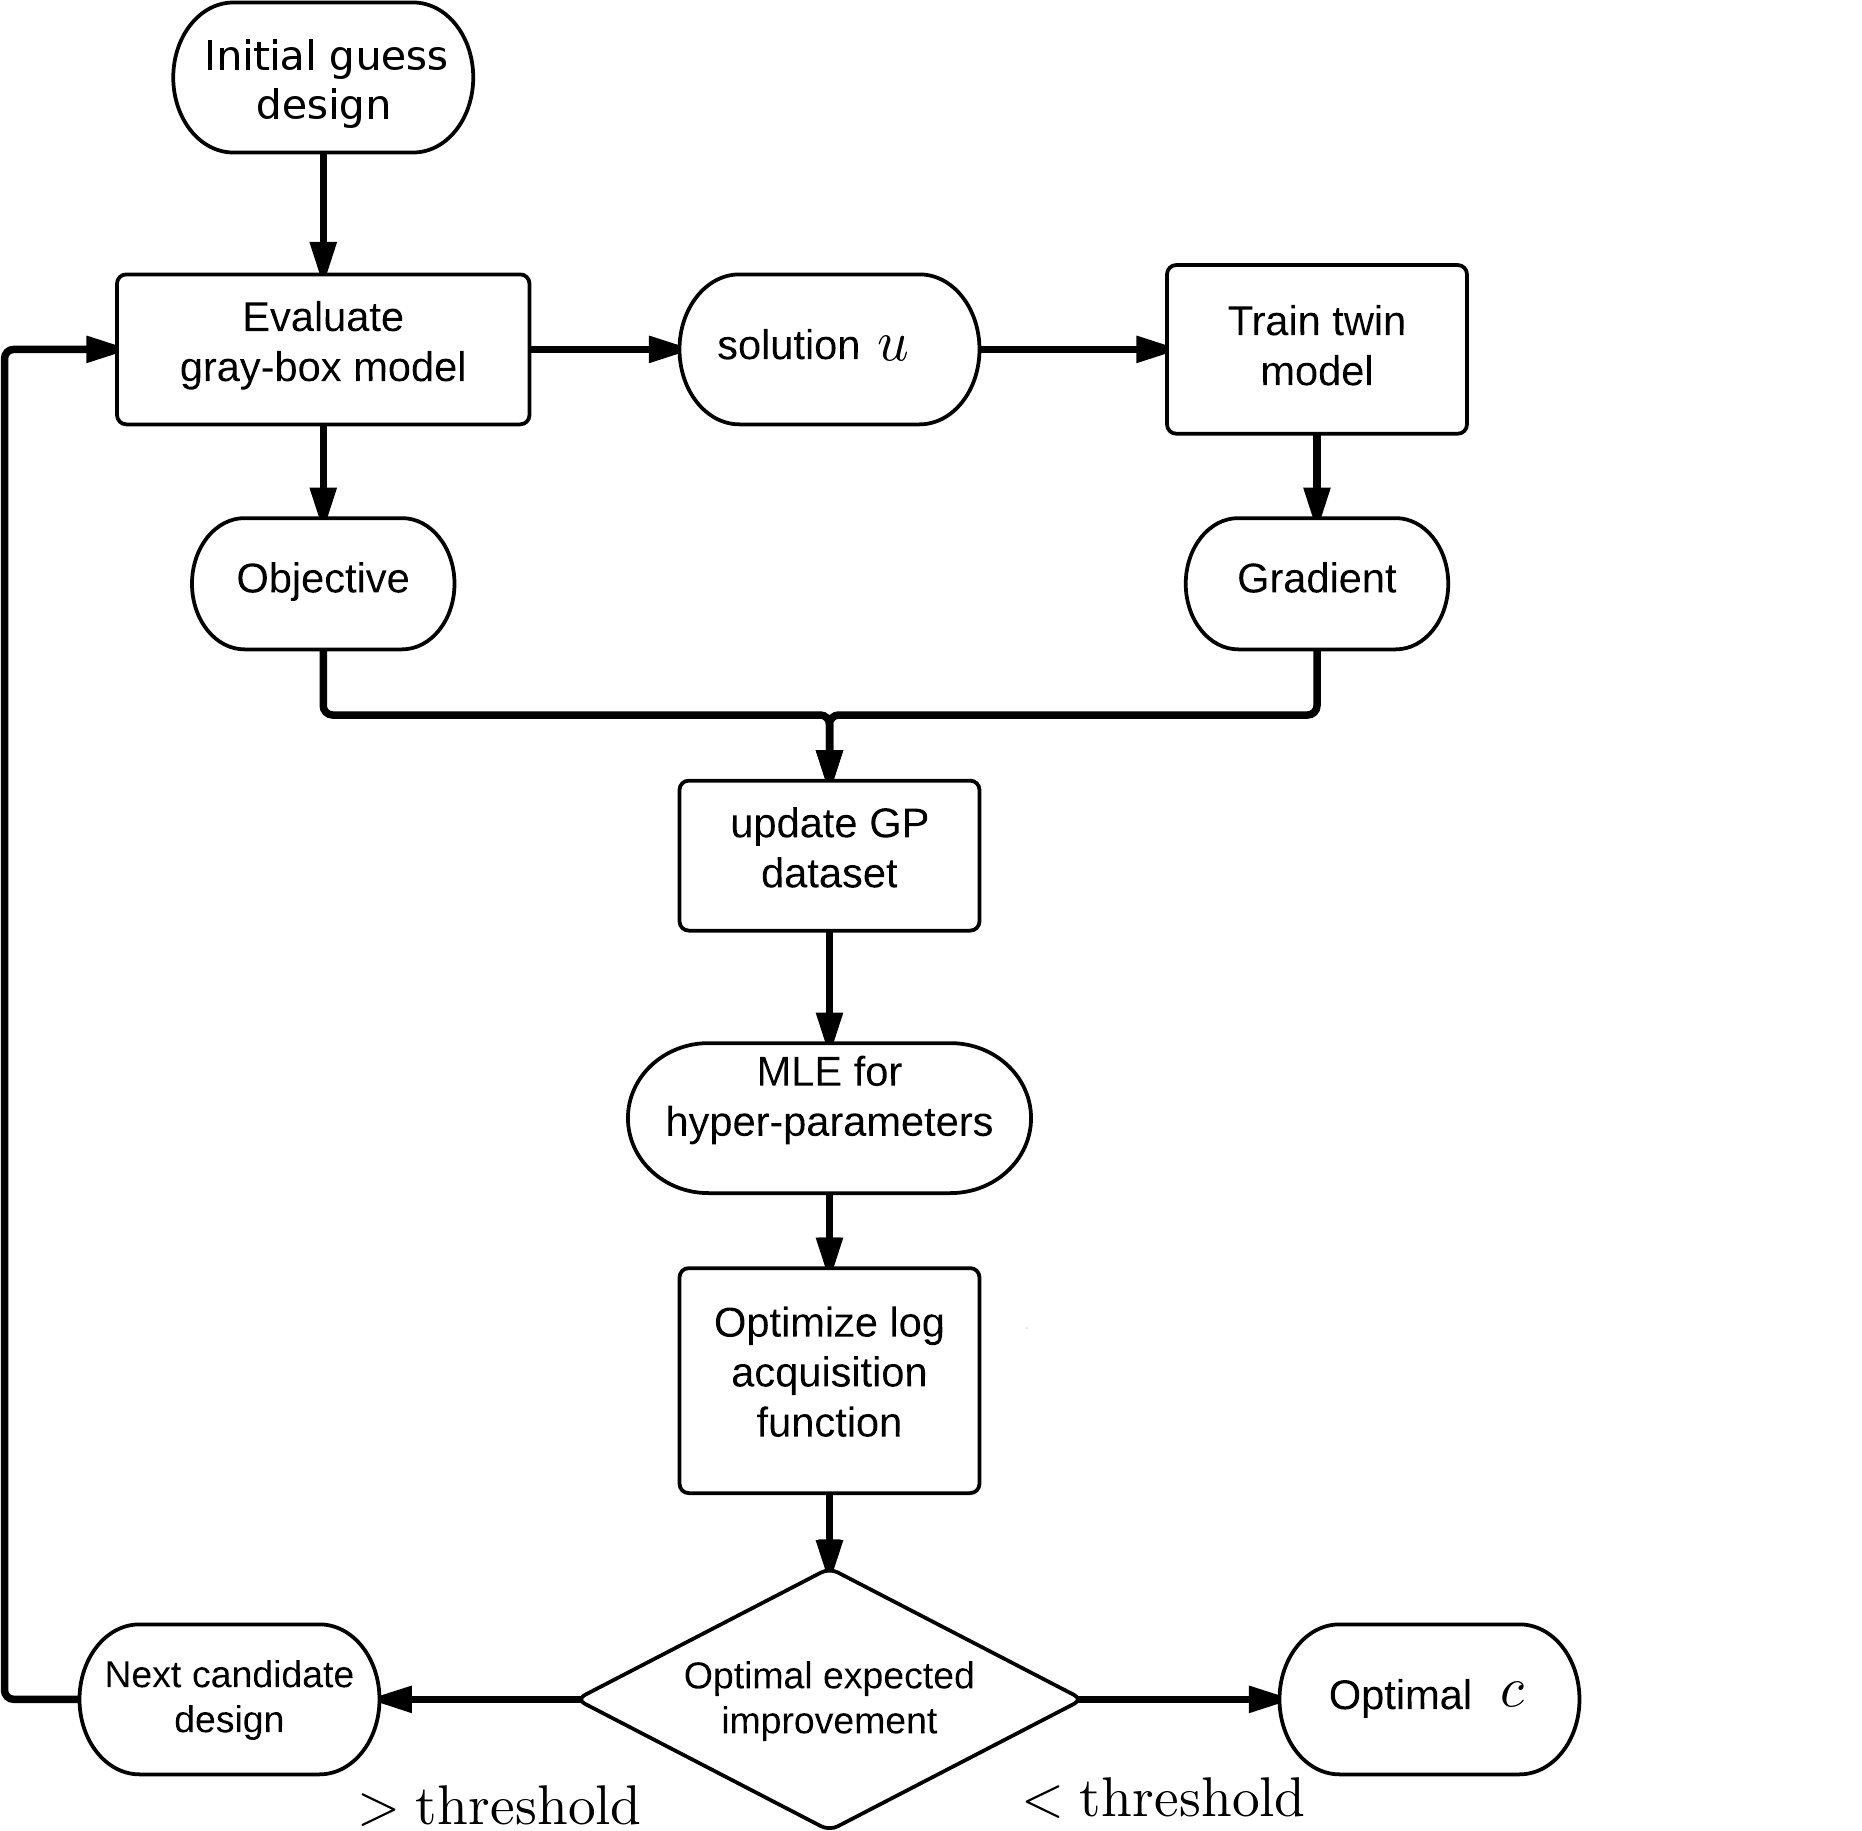 Initial guess
design
Evaluate
gray-box model
solution u
Train twin
model
Objective
Gradient
update GP
dataset
MLE for
hyper-parameters
Optimize log
acquisition
function
Next candidate
design
Optimal expected
improvement
Optimal c
> threshold
< threshold